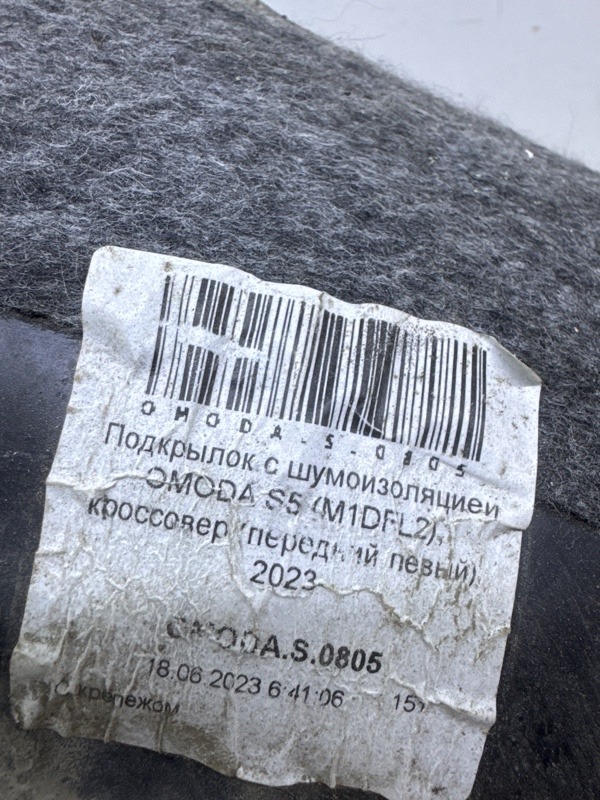 OMODA-S-0805
Подкрылок с шумоизоляцией
OMODA S5 (M1DFL2),
кроссовер (передний левый)
2023
OMODA.S.0805
18.06.2023 6:41:06
С крепежом